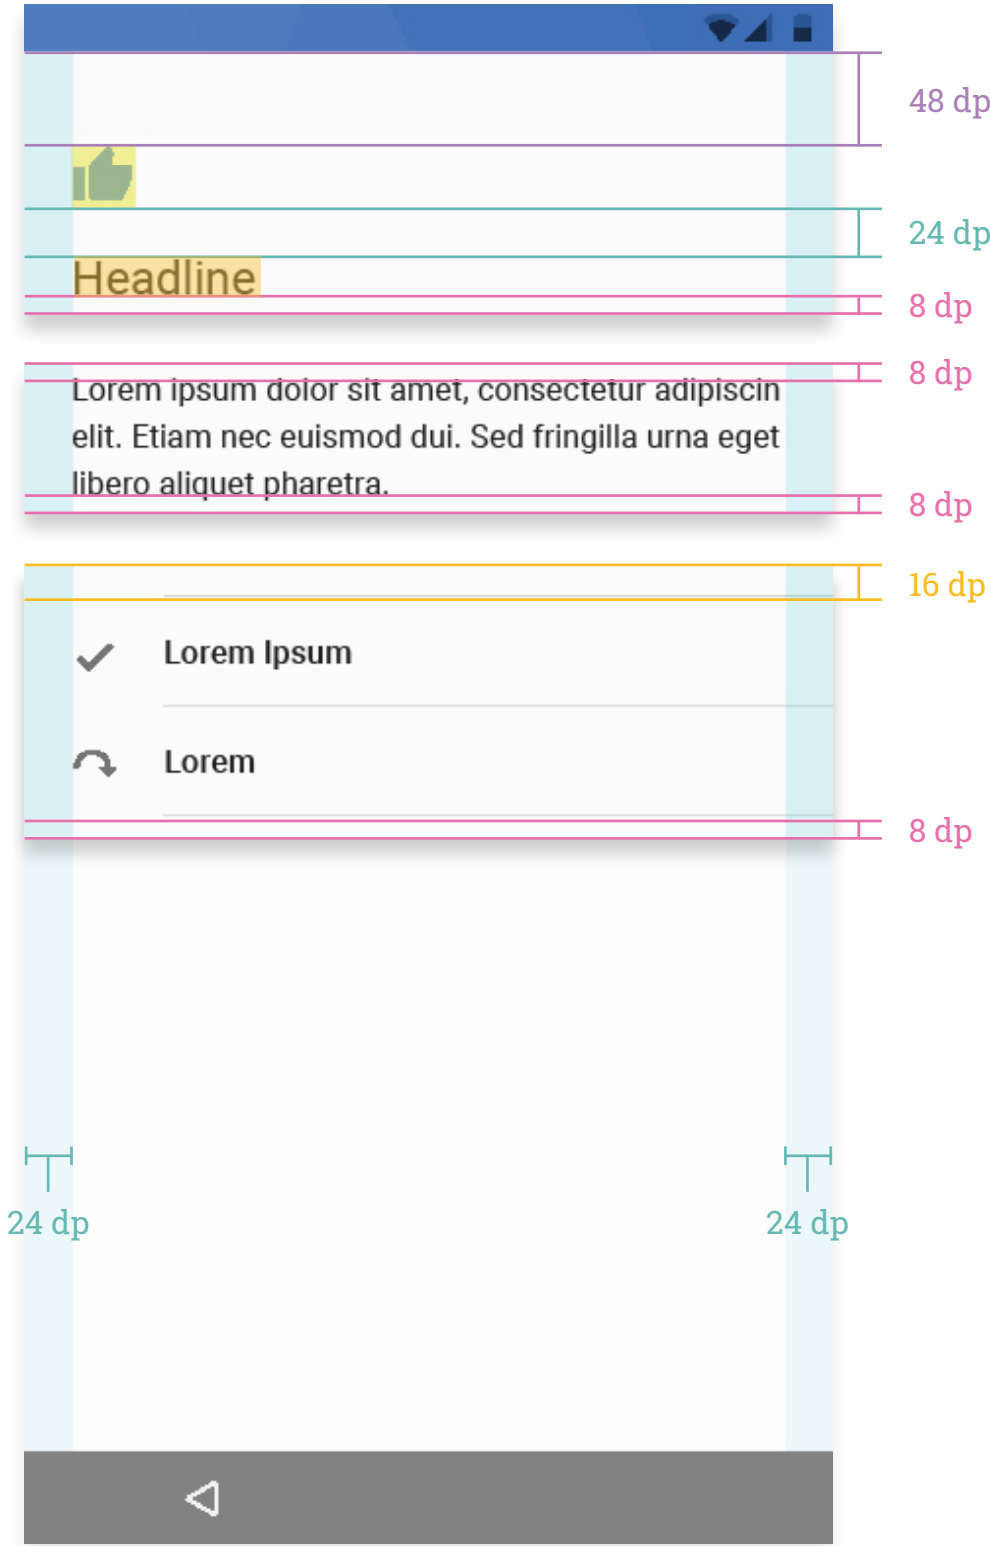 48 dp
24 dp
Headline
8 dp
8 dp
Lorem ipsum dolor sit amet, consectetur adipiscin
elit. Etiam nec euismod dui. Sed fringilla urna eget
libero aliquet pharetra.
8 dp
16 dp
Lorem Ipsum
Lorem
8 dp
24 dp
24 dp